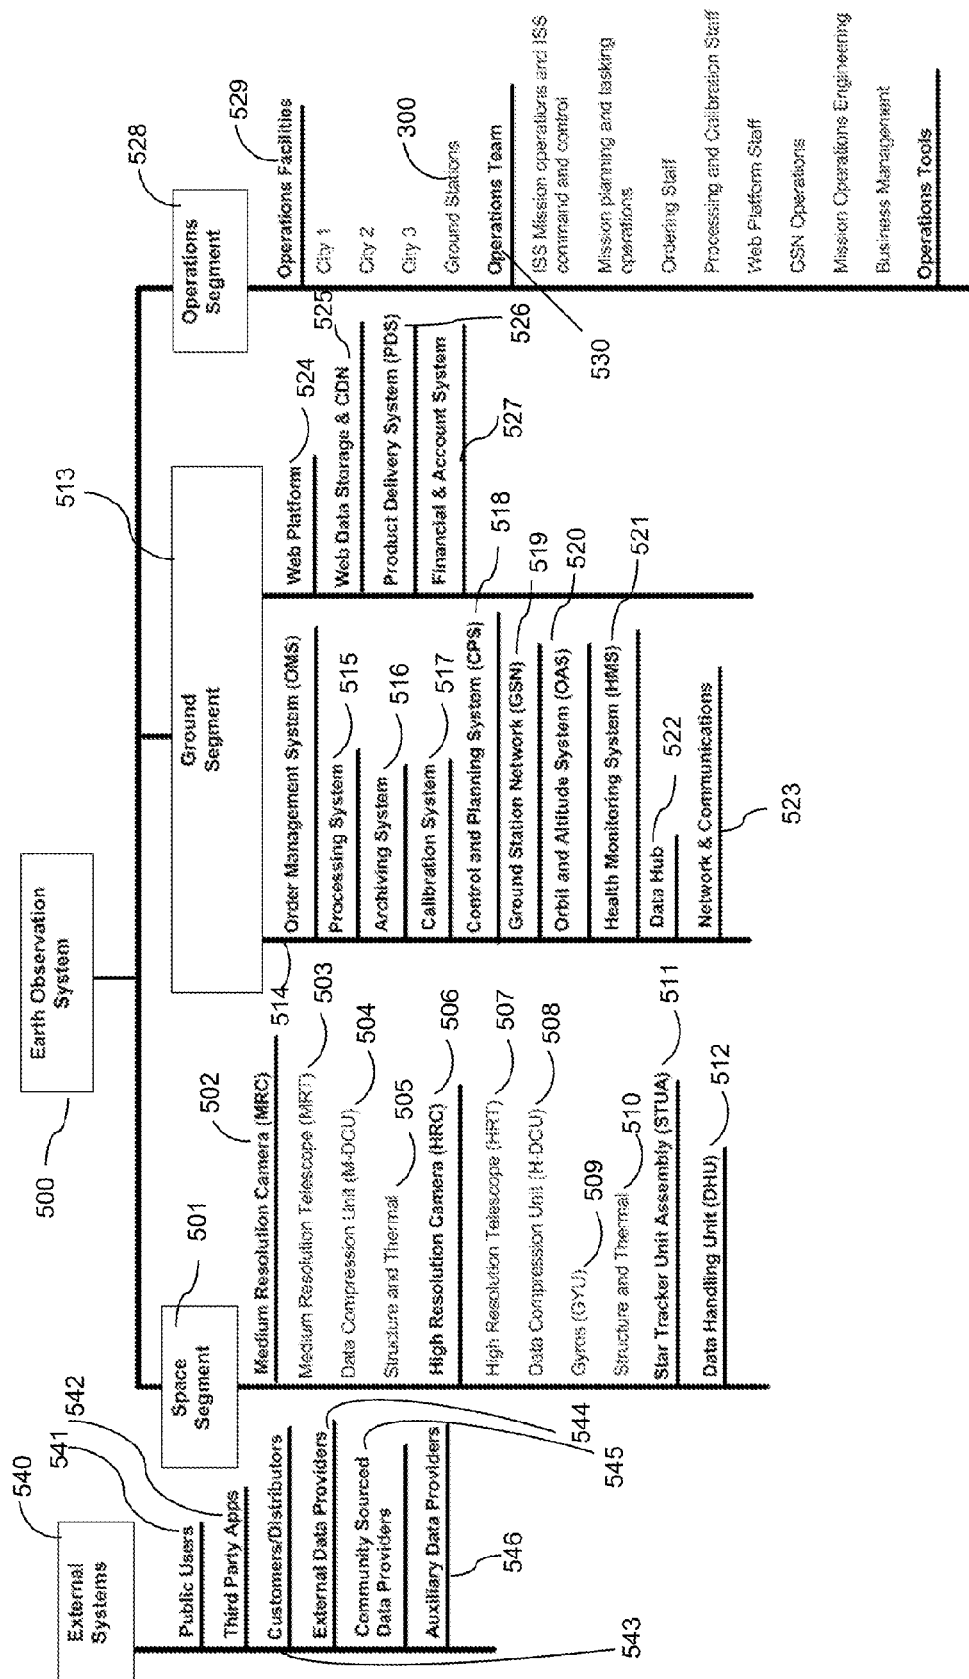 Earth Observation
System
500
External
Systems
540
Public Users
541
Third Party Apps
542
Customers/Distributors
543
External Data Providers
544
Community Sourced
Data Providers
545
Auxiliary Data Providers
546
Space
Segment
501
Medium Resolution Camera (MRC)
502
Medium Resolution Telescope (MRT)
503
Data Compression Unit (M-DCU)
504
Structure and Thermal
505
High Resolution Camera (HRC)
506
High Resolution Telescope (HRT)
507
Data Compression Unit (H-DCU)
508
Gyros (GYU)
509
Structure and Thermal
510
Star Tracker Unit Assembly (STUA)
511
Data Handling Unit (DHU)
512
Ground
Segment
513
Order Management System (OMS)
514
Processing System
515
Archiving System
516
Calibration System
517
Control and Planning System (CPS)
518
Ground Station Network (GSN)
519
Orbit and Altitude System (OAS)
520
Health Monitoring System (HMS)
521
Data Hub
522
Network & Communications
523
Web Platform
524
Web Data Storage & CDN
525
Product Delivery System (PDS)
526
Financial & Account System
527
Operations
Segment
528
Operations Facilities
529
City 1
City 2
City 3
Ground Stations
300
Operations Team
530
ISS Mission operations and ISS
command and control
Mission planning and tasking
operations
Ordering Staff
Processing and Calibration Staff
Web Platform Staff
GSN Operations
Mission Operations Engineering
Business Management
Operations Tools